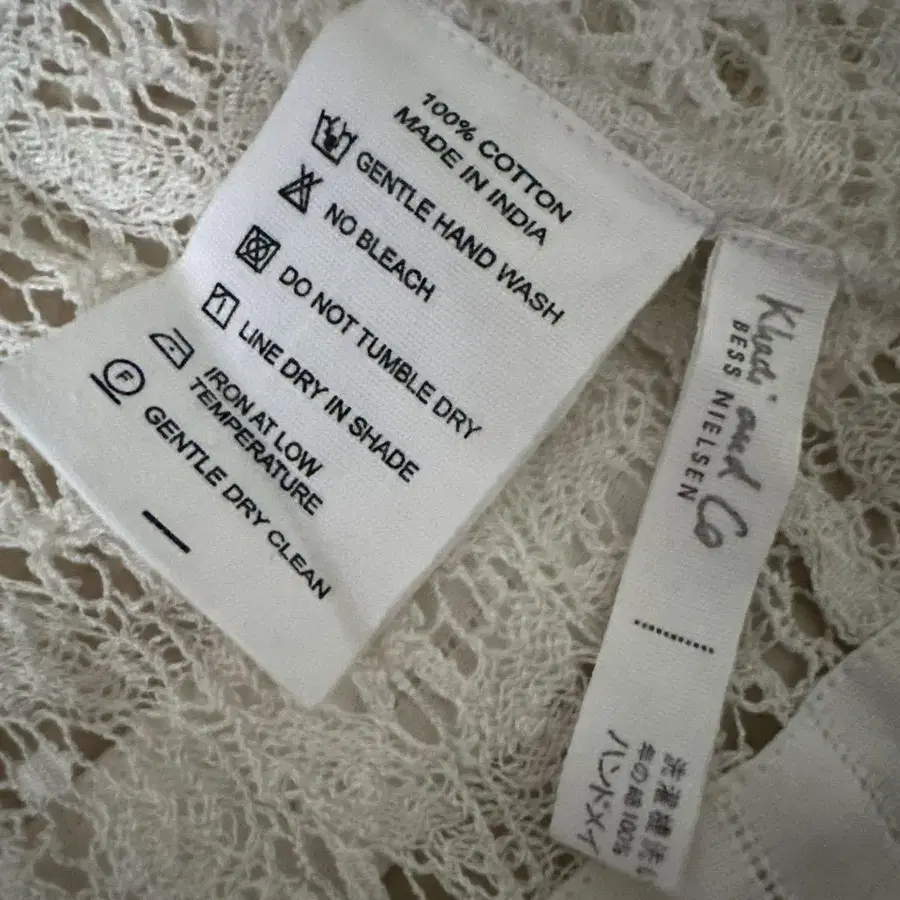 100% COTTON
MADE IN INDIA
GENTLE HAND WASH
NO BLEACH
DO NOT TUMBLE DRY
LINE DRY IN SHADE
IRON AT LOW
TEMPERATURE
F
GENTLE DRY CLEAN
and Co
BESS NIELSEN
100%
ハンドメイ